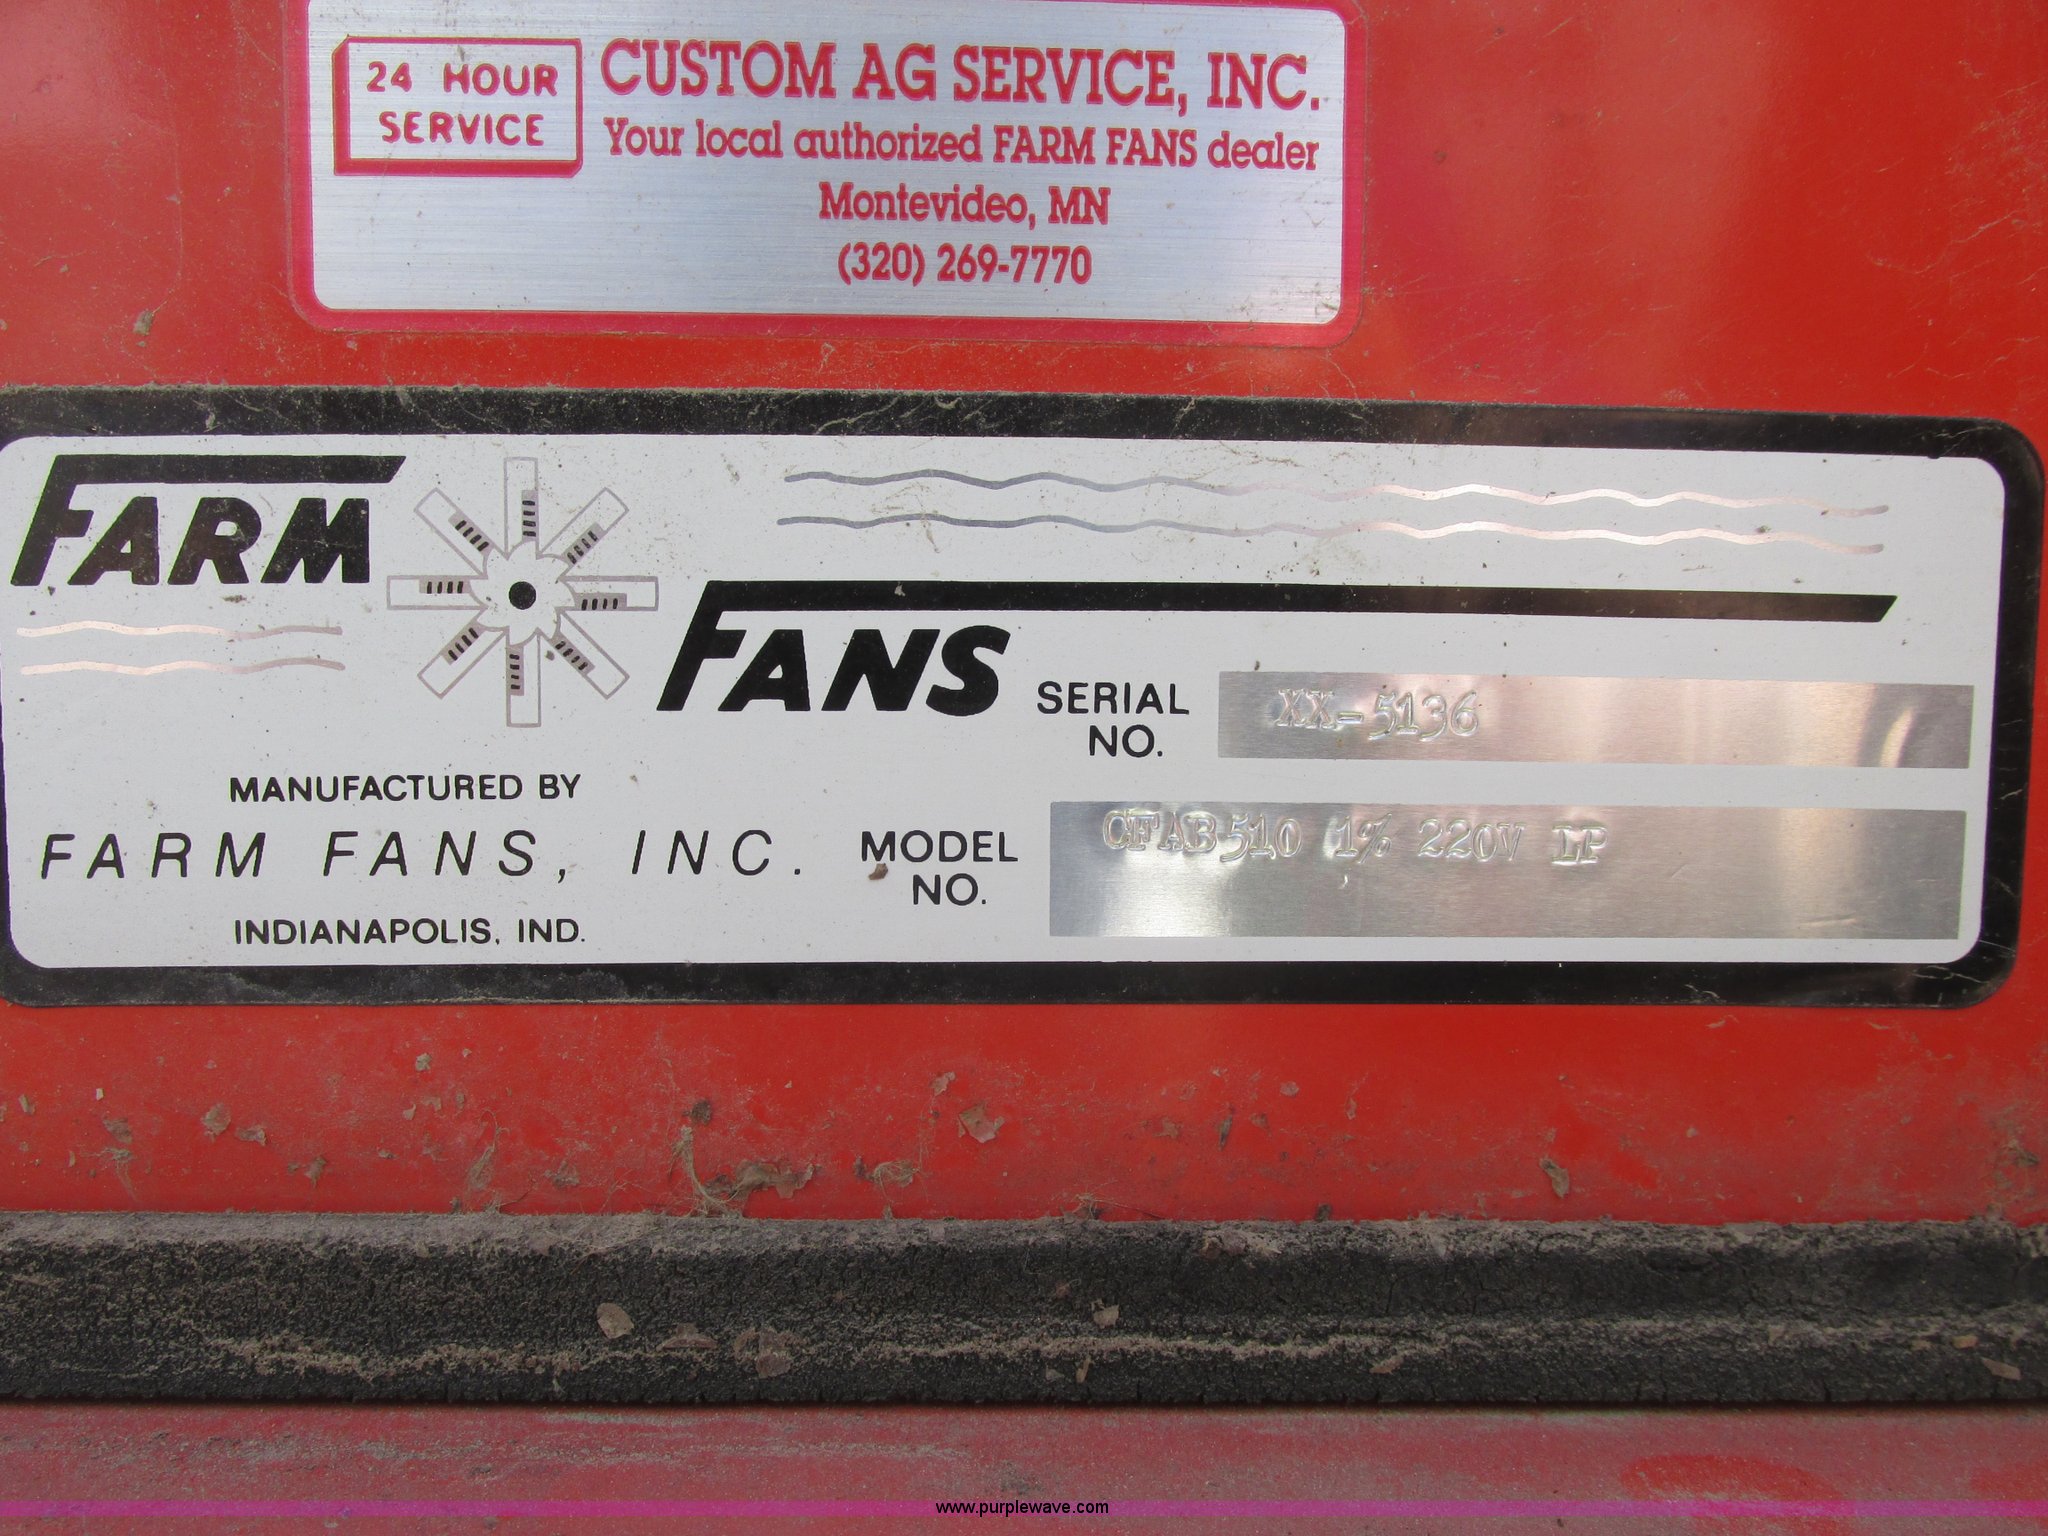 24 HOUR
SERVICE
CUSTOM AG SERVICE, INC.
Your local authorized FARM FANS dealer
Montevideo, MN
(320) 269-7770
FARM
FANS
SERIAL
NO.
XX-5136
MANUFACTURED BY
FARM FANS, INC.
INDIANAPOLIS, IND.
MODEL
NO.
CFAB510 1% 220V LP
www.purplewave.com